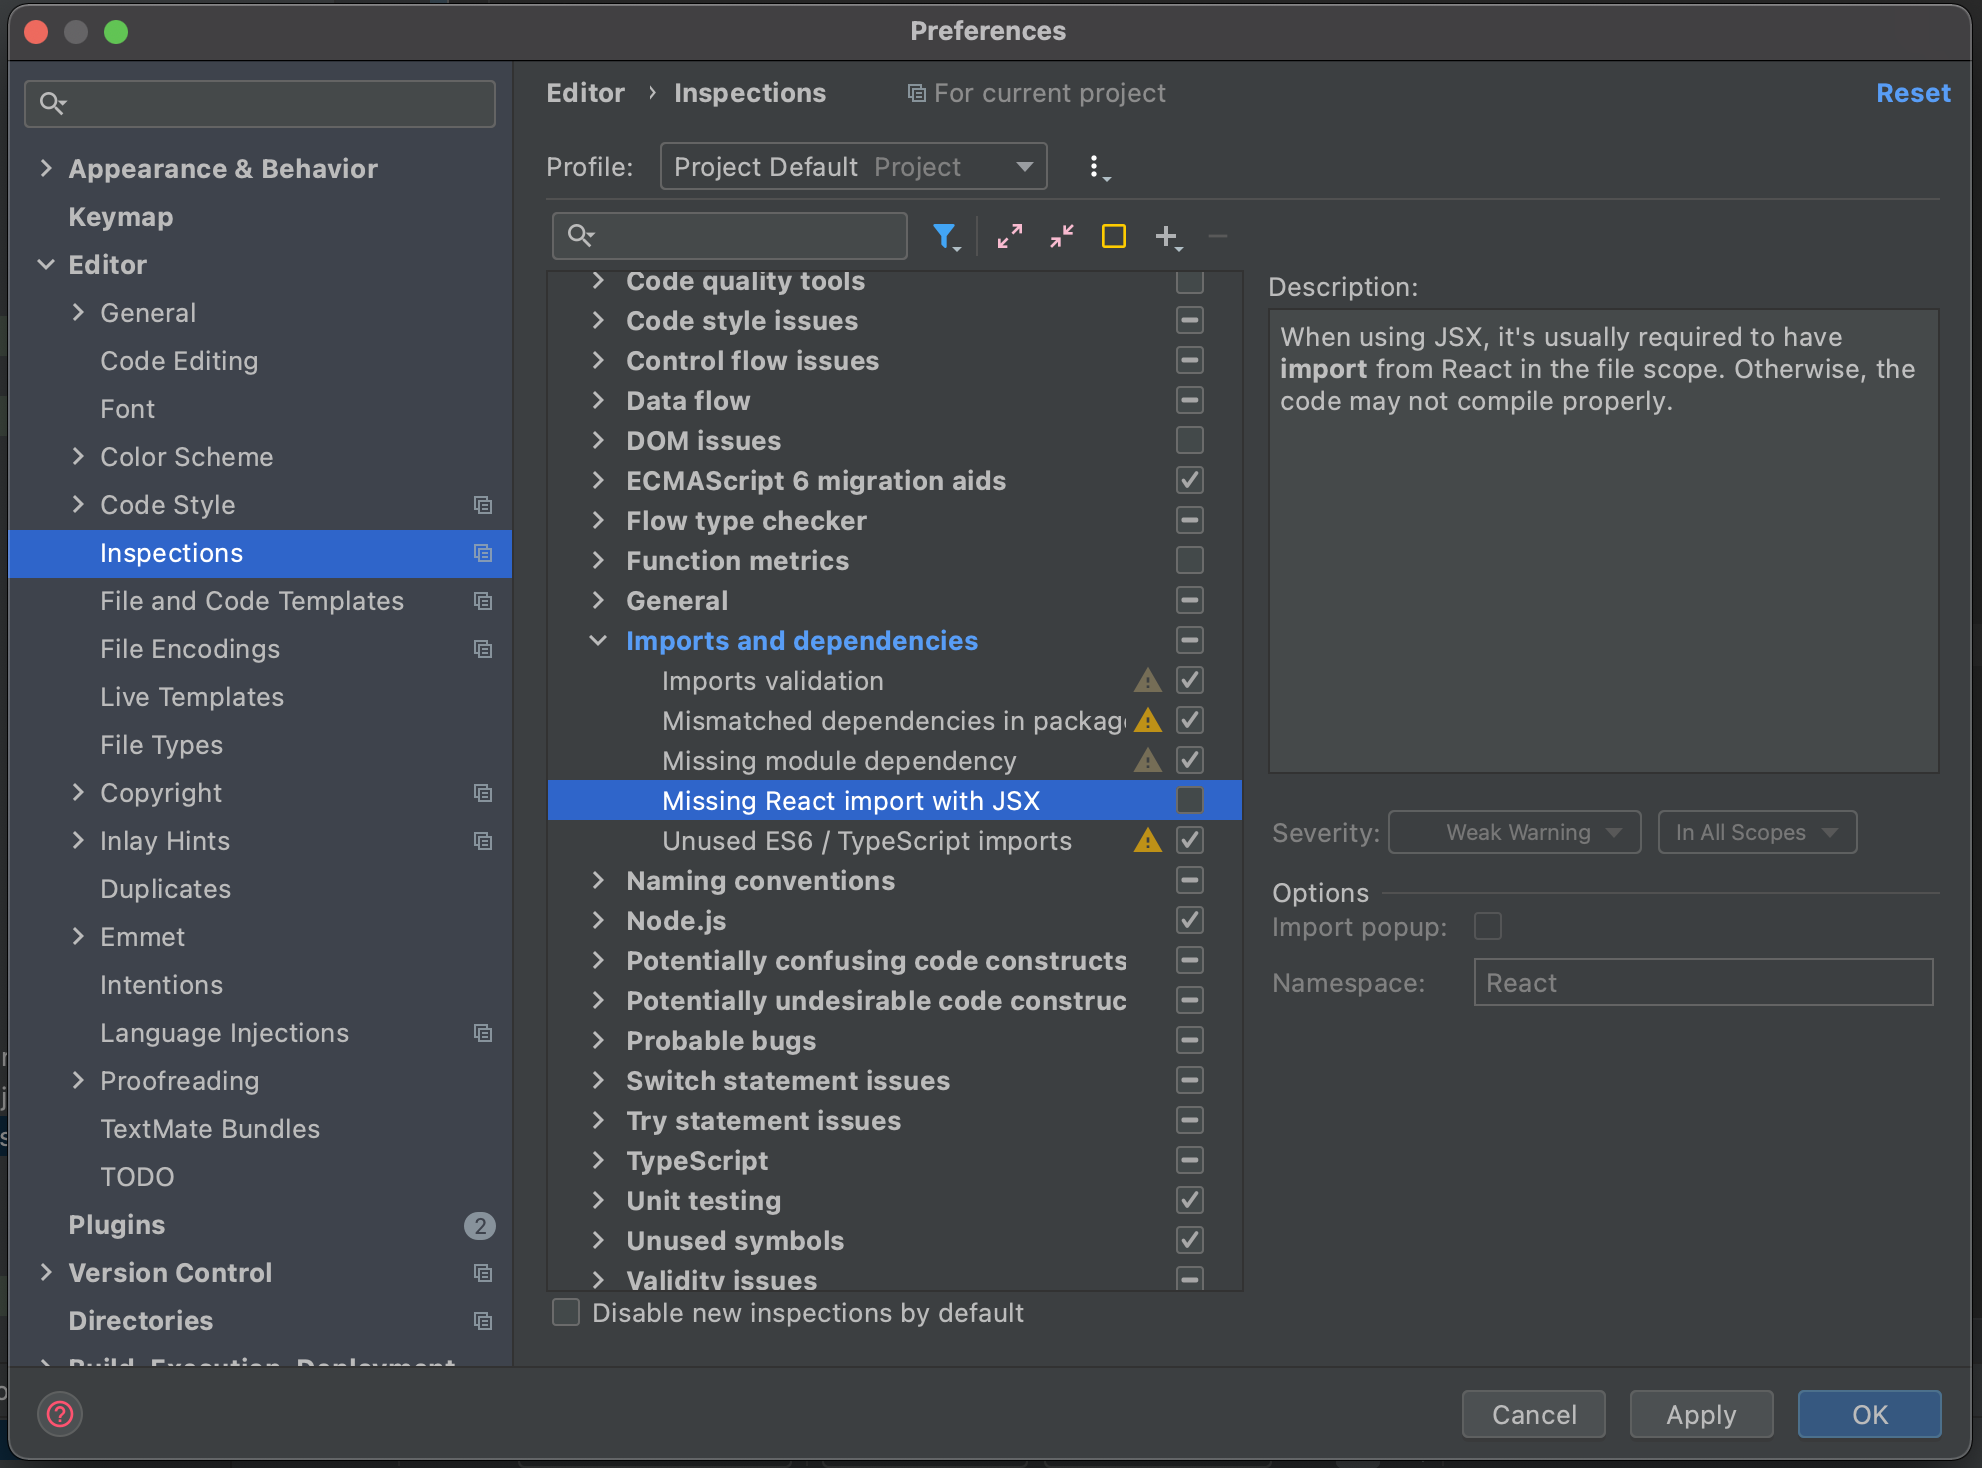 Preferences
Appearance & Behavior
Keymap
Editor
General
Code Editing
Font
Color Scheme
Code Style
Inspections
File and Code Templates
File Encodings
Live Templates
File Types
Copyright
Inlay Hints
Duplicates
Emmet
Intentions
Language Injections
Proofreading
TextMate Bundles
TODO
Plugins 2
Version Control
Directories
Build, Execution, Deployment
Editor › Inspections For current project Reset
Profile: Project Default Project
Code quality tools
Code style issues
Control flow issues
Data flow
DOM issues
ECMAScript 6 migration aids
Flow type checker
Function metrics
General
Imports and dependencies
Imports validation
Mismatched dependencies in packag
Missing module dependency
Missing React import with JSX
Unused ES6 / TypeScript imports
Naming conventions
Node.js
Potentially confusing code constructs
Potentially undesirable code construc
Probable bugs
Switch statement issues
Try statement issues
TypeScript
Unit testing
Unused symbols
Validity issues
Disable new inspections by default
Description:
When using JSX, it's usually required to have
import from React in the file scope. Otherwise, the
code may not compile properly.
Severity: Weak Warning In All Scopes
Options
Import popup:
Namespace: React
?
Cancel Apply OK